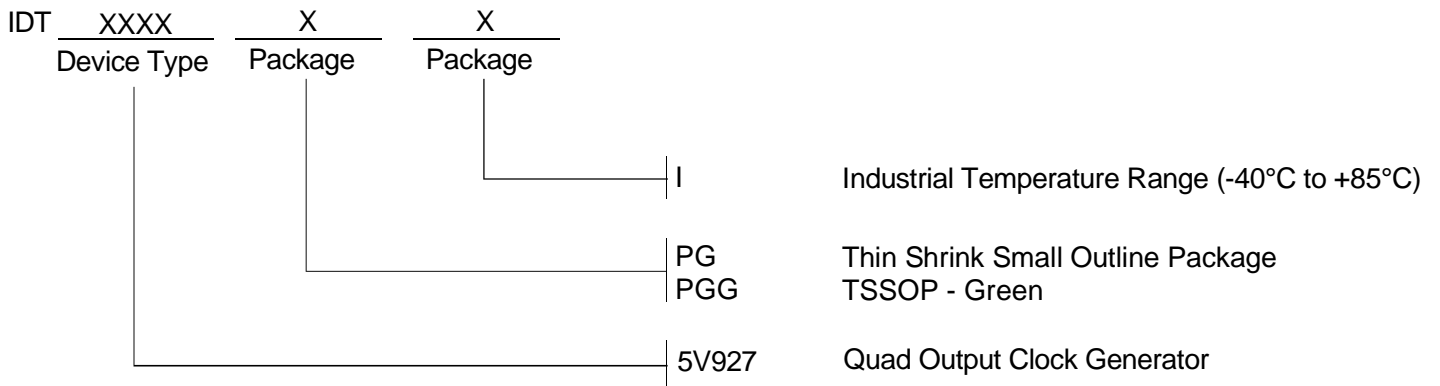 IDT XXXX X X
Device Type Package Package
I Industrial Temperature Range (-40°C to +85°C)
PG Thin Shrink Small Outline Package
PGG TSSOP - Green
5V927 Quad Output Clock Generator